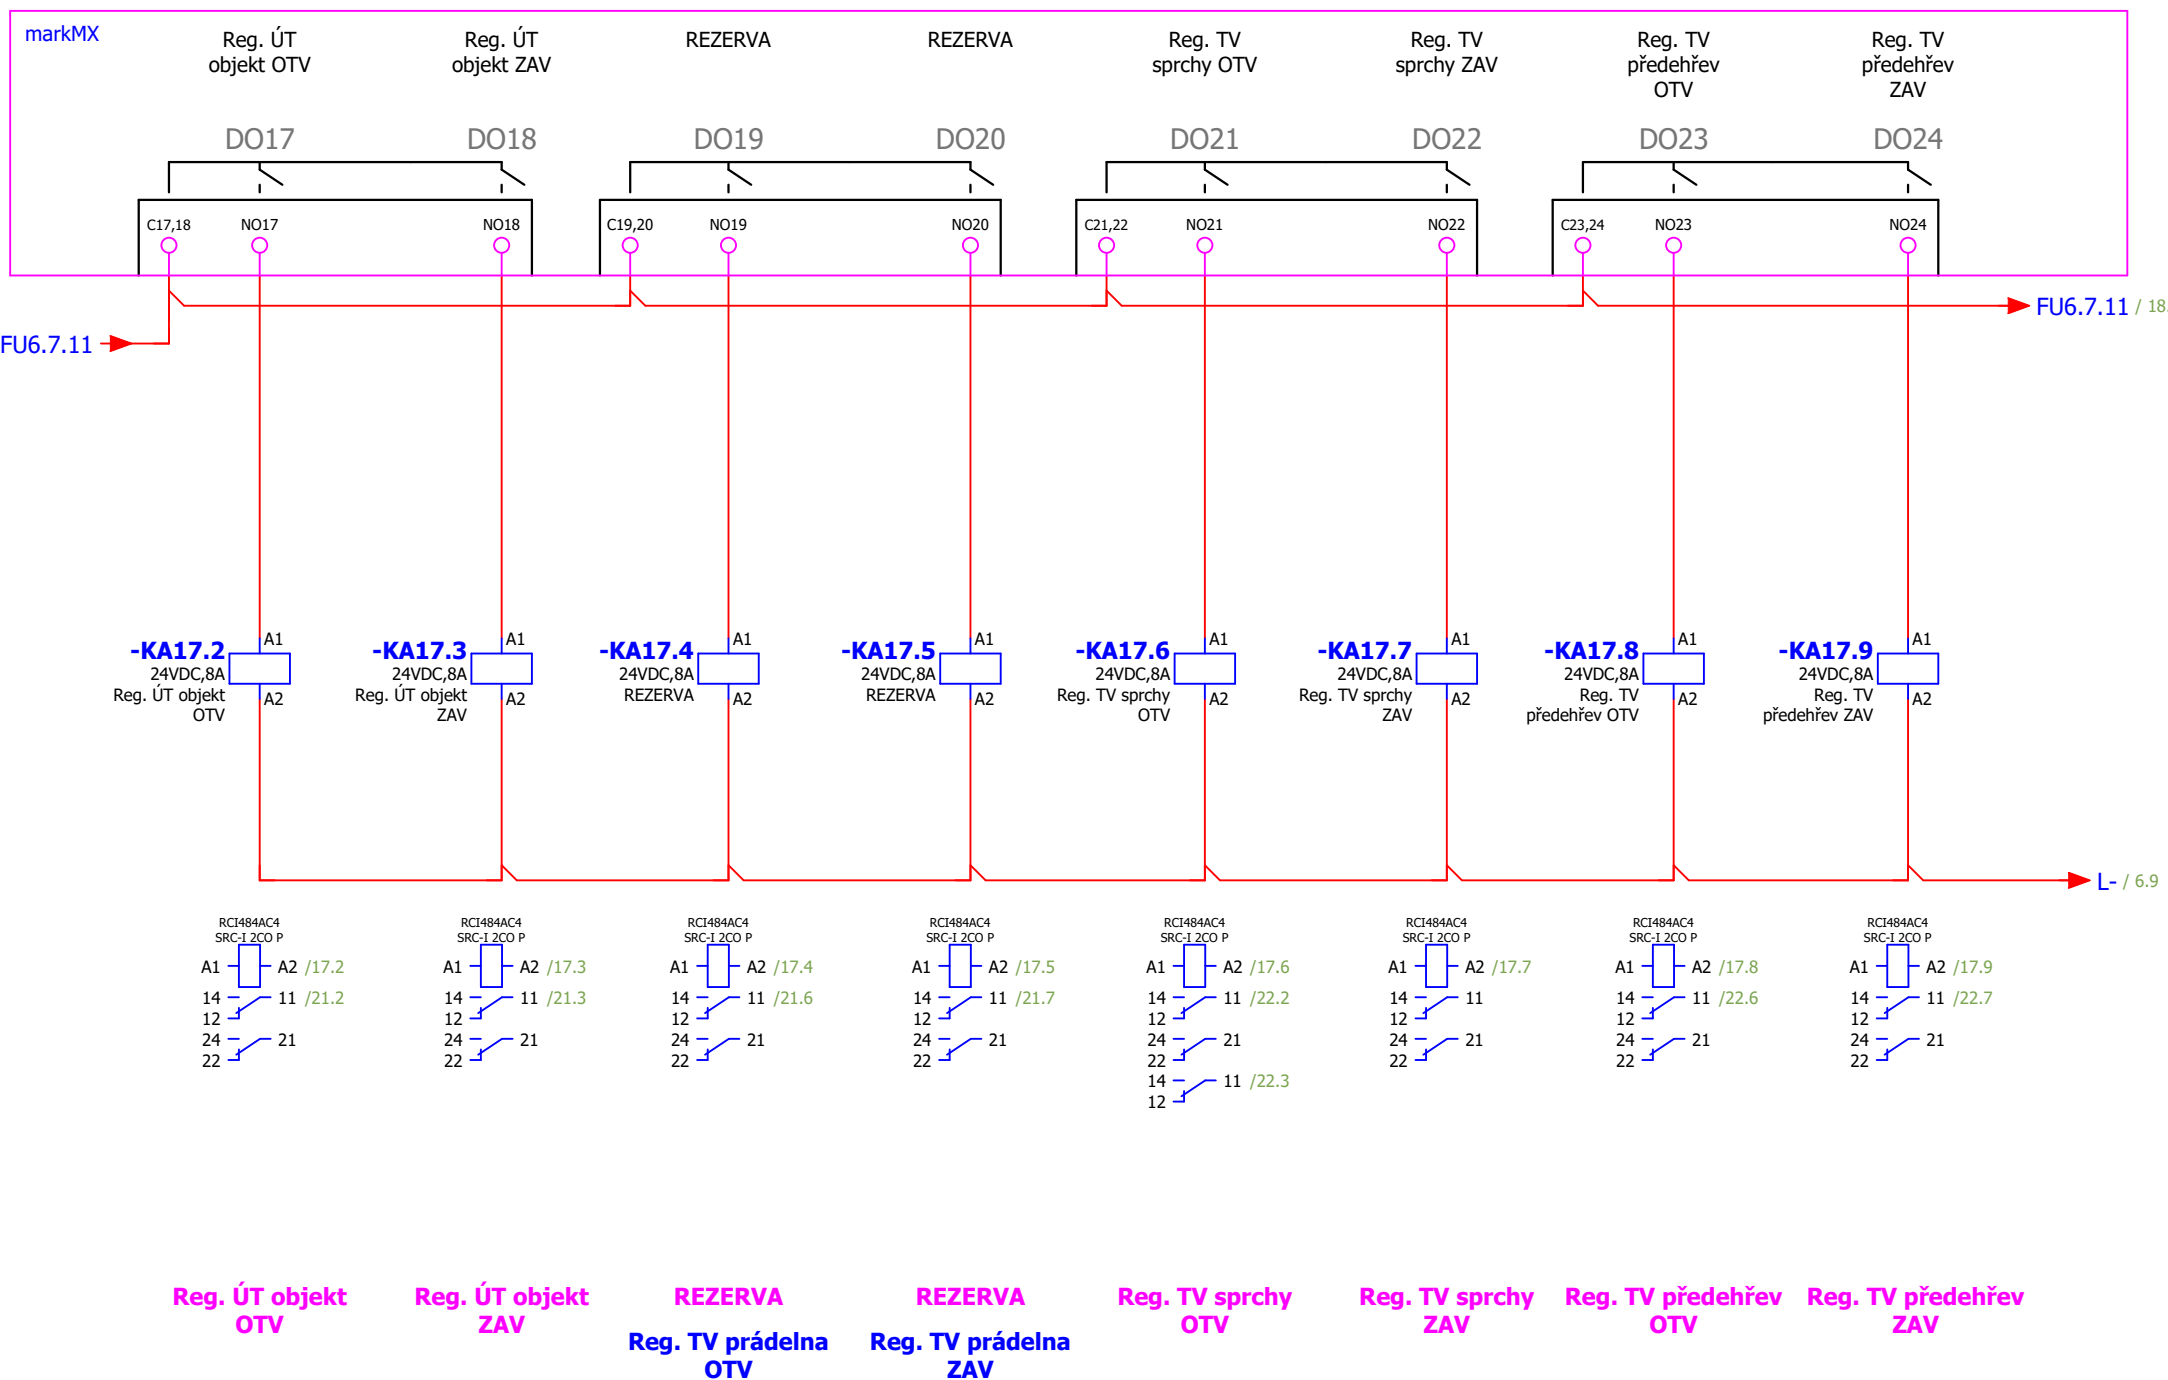 markMX
Reg. ÚT
objekt OTV
Reg. ÚT
objekt ZAV
REZERVA
REZERVA
Reg. TV
sprchy OTV
Reg. TV
sprchy ZAV
Reg. TV
předehřev
OTV
Reg. TV
předehřev
ZAV
DO17
DO18
DO19
DO20
DO21
DO22
DO23
DO24
C17,18
NO17
NO18
C19,20
NO19
NO20
C21,22
NO21
NO22
C23,24
NO23
NO24
FU6.7.11 / 18.
FU6.7.11
-KA17.2
24VDC,8A
Reg. ÚT objekt
OTV
A1
A2
-KA17.3
24VDC,8A
Reg. ÚT objekt
ZAV
A1
A2
-KA17.4
24VDC,8A
REZERVA
A1
A2
-KA17.5
24VDC,8A
REZERVA
A1
A2
-KA17.6
24VDC,8A
Reg. TV sprchy
OTV
A1
A2
-KA17.7
24VDC,8A
Reg. TV sprchy
ZAV
A1
A2
-KA17.8
24VDC,8A
Reg. TV
předehřev OTV
A1
A2
-KA17.9
24VDC,8A
Reg. TV
předehřev ZAV
A1
A2
L- / 6.9
RCI484AC4
SRC-I 2CO P
A1 A2 /17.2
14 11 /21.2
12
24 21
22
RCI484AC4
SRC-I 2CO P
A1 A2 /17.3
14 11 /21.3
12
24 21
22
RCI484AC4
SRC-I 2CO P
A1 A2 /17.4
14 11 /21.6
12
24 21
22
RCI484AC4
SRC-I 2CO P
A1 A2 /17.5
14 11 /21.7
12
24 21
22
RCI484AC4
SRC-I 2CO P
A1 A2 /17.6
14 11 /22.2
12
24 21
22
14 11 /22.3
12
RCI484AC4
SRC-I 2CO P
A1 A2 /17.7
14 11
12
24 21
22
RCI484AC4
SRC-I 2CO P
A1 A2 /17.8
14 11 /22.6
12
24 21
22
RCI484AC4
SRC-I 2CO P
A1 A2 /17.9
14 11 /22.7
12
24 21
22
Reg. ÚT objekt
OTV
Reg. ÚT objekt
ZAV
REZERVA
Reg. TV prádelna
OTV
REZERVA
Reg. TV prádelna
ZAV
Reg. TV sprchy
OTV
Reg. TV sprchy
ZAV
Reg. TV předehřev
OTV
Reg. TV předehřev
ZAV